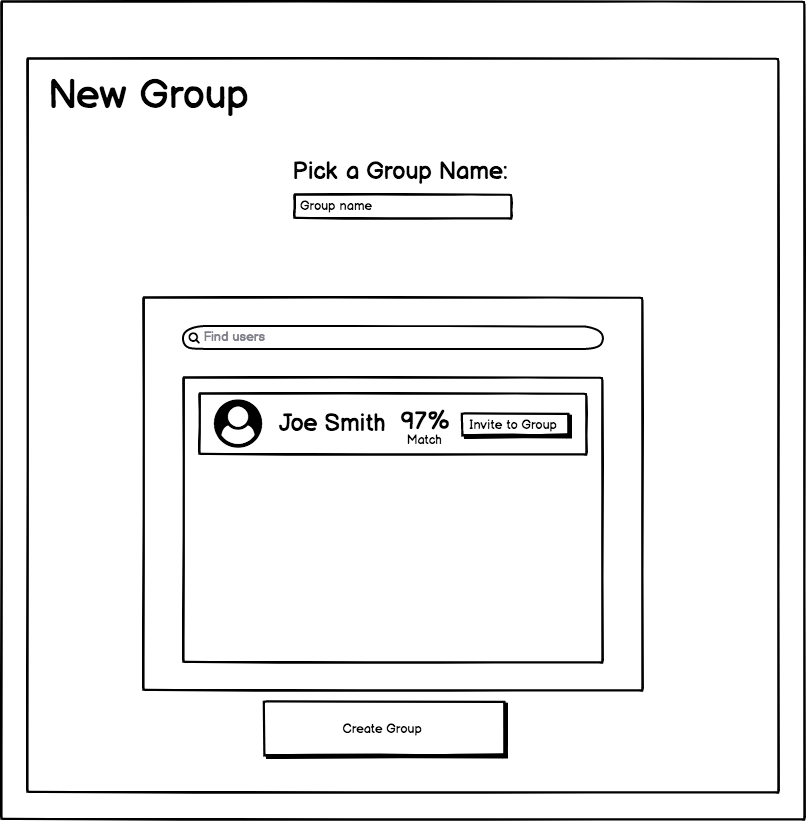 New Group
Pick a Group Name:
Group name
Find users
Joe Smith 97% Invite to Group
Match
Create Group